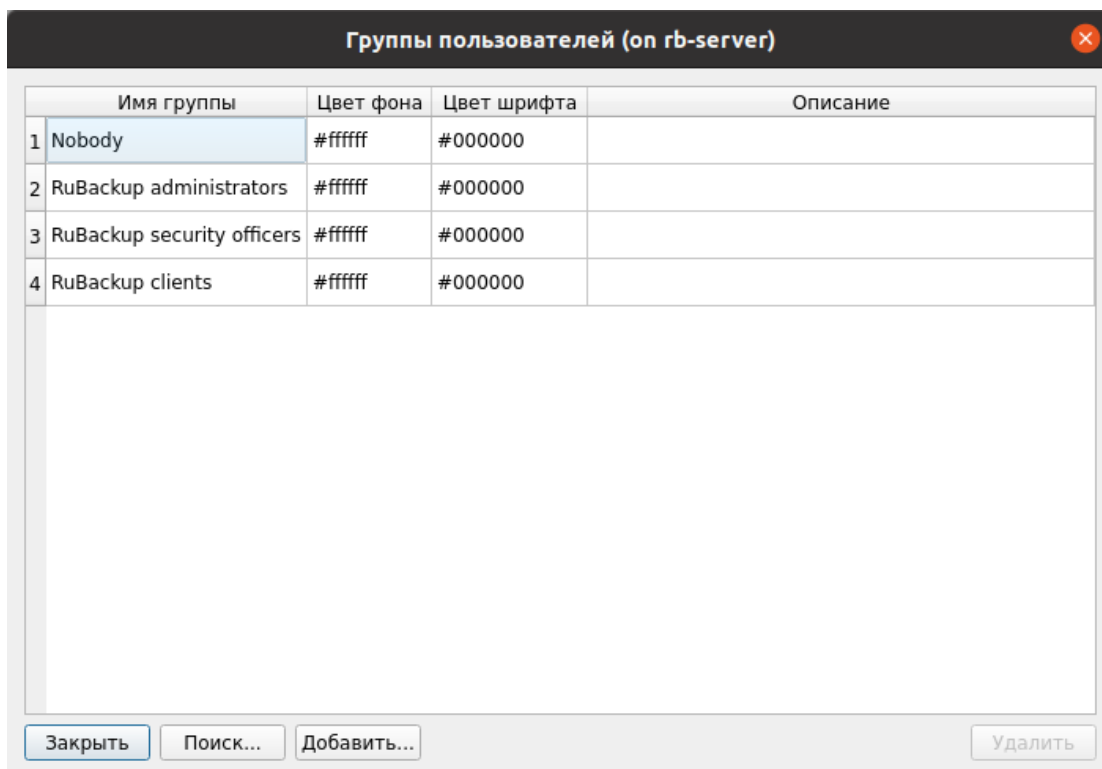 Группы пользователей (on rb-server)
Имя группы Цвет фона Цвет шрифта Описание
1 Nobody #ffffff #000000
2 RuBackup administrators #ffffff #000000
3 RuBackup security officers #ffffff #000000
4 RuBackup clients #ffffff #000000
Закрыть Поиск... Добавить... Удалить